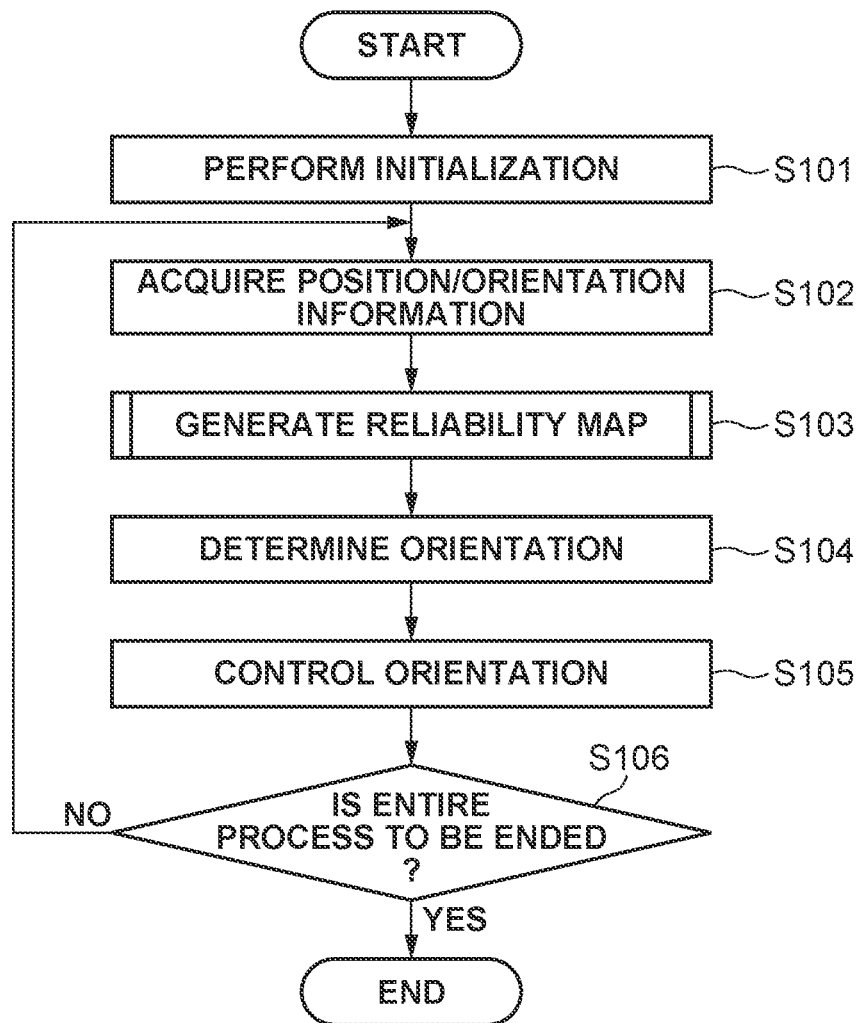 START
PERFORM INITIALIZATION
S101
ACQUIRE POSITION/ORIENTATION
INFORMATION
S102
GENERATE RELIABILITY MAP
S103
DETERMINE ORIENTATION
S104
CONTROL ORIENTATION
S105
S106
IS ENTIRE
PROCESS TO BE ENDED
?
NO
YES
END